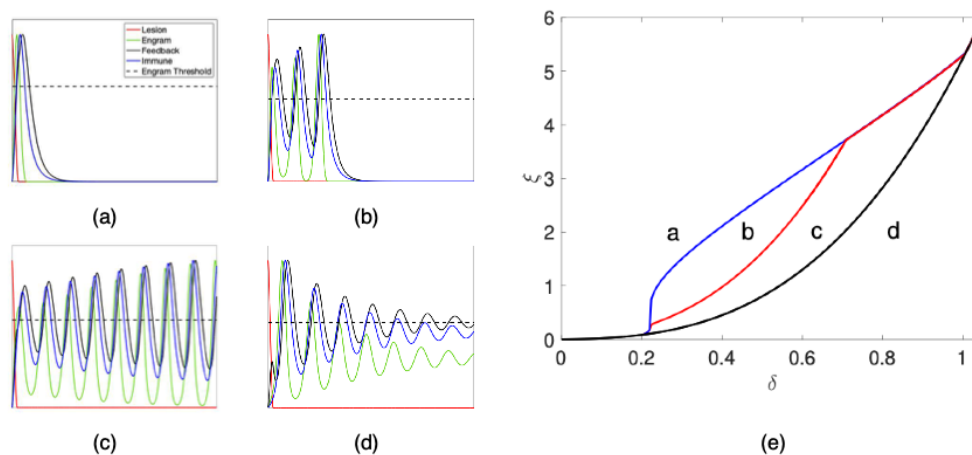 Lesion
Engram
Feedback
Immune
Engram Threshold
(a)
(b)
(c)
(d)
6
5
4
3
2
1
0
ξ
a
b
c
d
0
0.2
0.4
0.6
0.8
1
δ
(e)